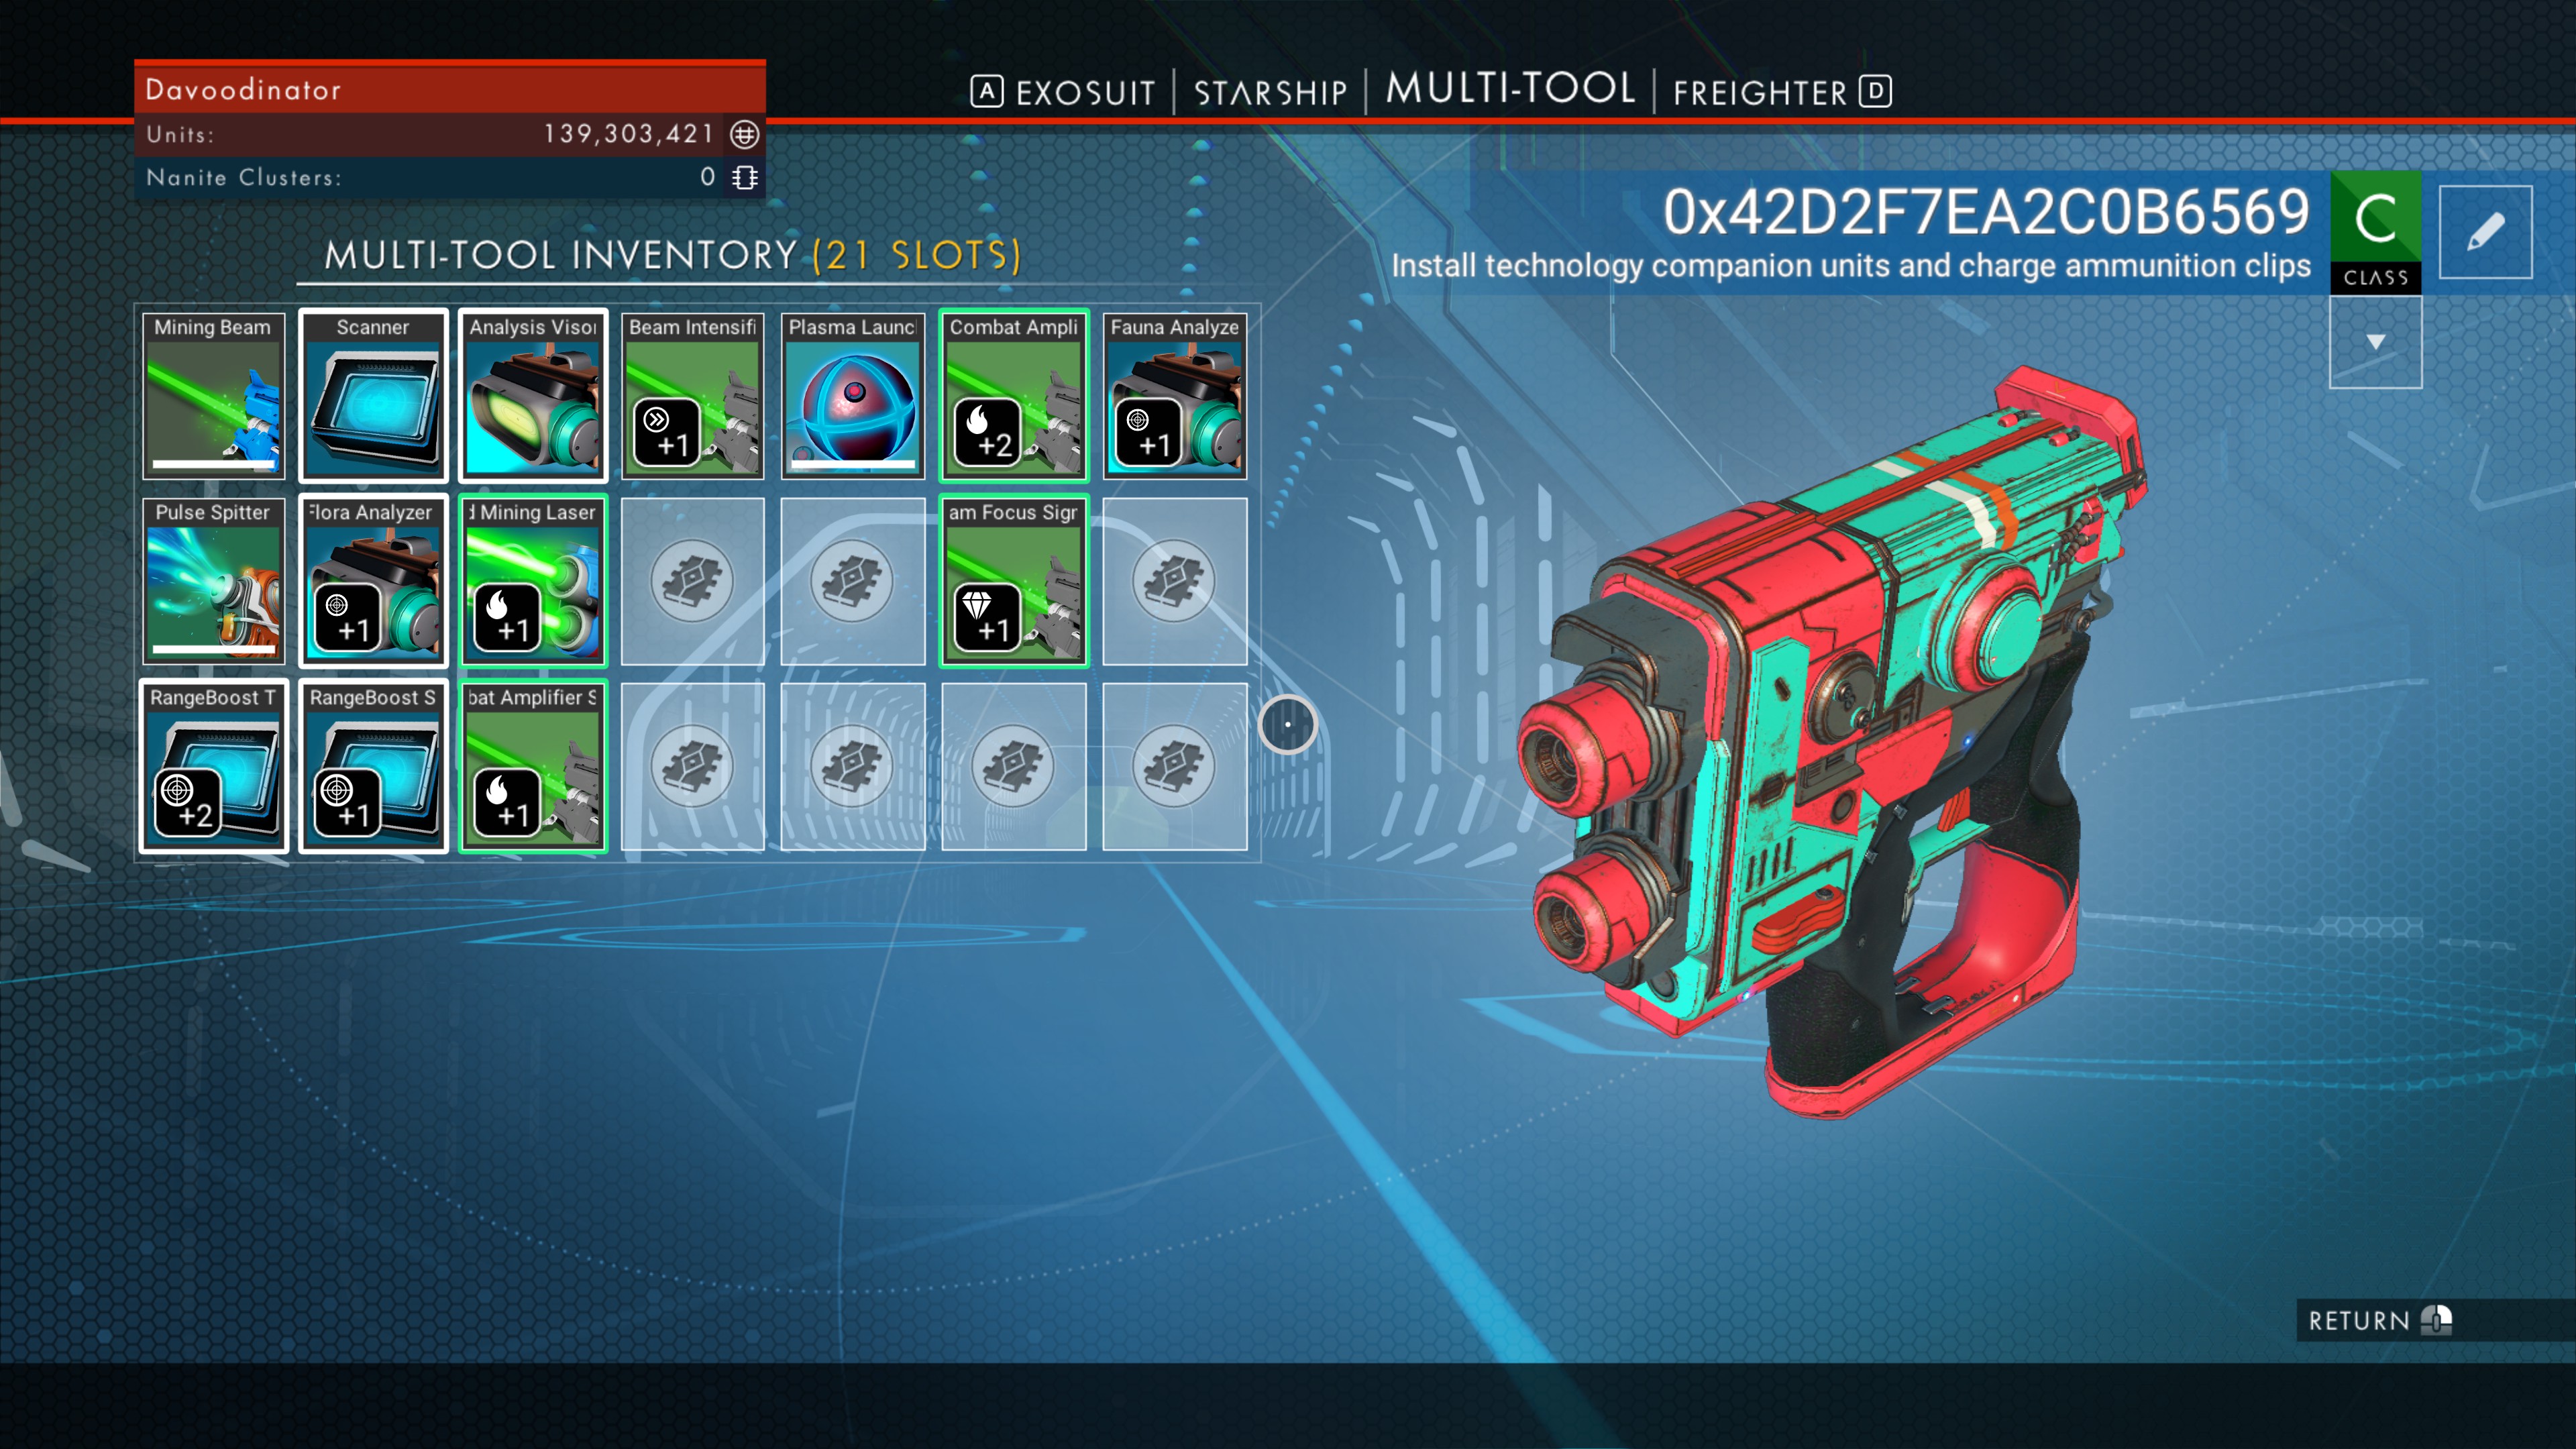 Davoodinator
Units: 139,303,421
Nanite Clusters: 0
A EXOSUIT STARSHIP MULTI-TOOL FREIGHTER D
0x42D2F7EA2C0B6569
Install technology companion units and charge ammunition clips
C
CLASS
MULTI-TOOL INVENTORY (21 SLOTS)
Mining Beam Scanner Analysis Visor Beam Intensifi Plasma Launc Combat Ampli Fauna Analyze
+1 +2 +1
Pulse Spitter Flora Analyzer d Mining Laser am Focus Sigr
+1 +1 +1
RangeBoost T RangeBoost S bat Amplifier S
+2 +1 +1
RETURN